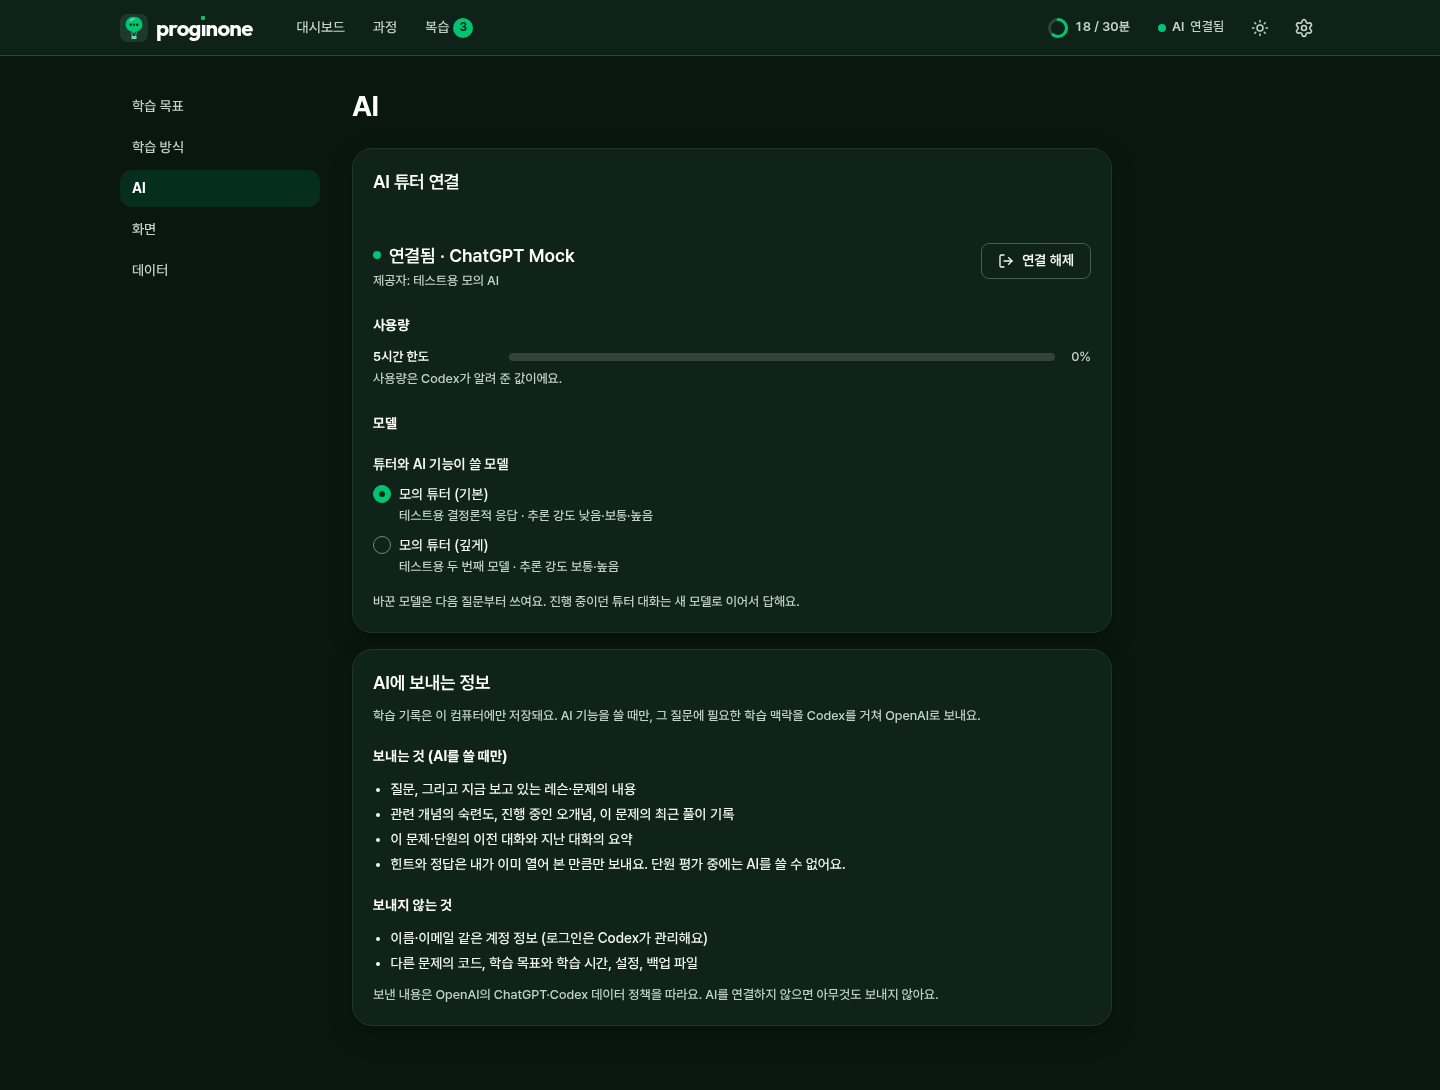 proginone
대시보드
과정
복습 3
18 / 30분
AI 연결됨
학습 목표
학습 방식
AI
화면
데이터
AI
AI 튜터 연결
연결됨 · ChatGPT Mock
연결 해제
제공자: 테스트용 모의 AI
사용량
5시간 한도
0%
사용량은 Codex가 알려 준 값이에요.
모델
튜터와 AI 기능이 쓸 모델
모의 튜터 (기본)
테스트용 결정론적 응답 · 추론 강도 낮음·보통·높음
모의 튜터 (깊게)
테스트용 두 번째 모델 · 추론 강도 보통·높음
바꾼 모델은 다음 질문부터 쓰여요. 진행 중이던 튜터 대화는 새 모델로 이어서 답해요.
AI에 보내는 정보
학습 기록은 이 컴퓨터에만 저장돼요. AI 기능을 쓸 때만, 그 질문에 필요한 학습 맥락을 Codex를 거쳐 OpenAI로 보내요.
보내는 것 (AI를 쓸 때만)
• 질문, 그리고 지금 보고 있는 레슨·문제의 내용
• 관련 개념의 숙련도, 진행 중인 오개념, 이 문제의 최근 풀이 기록
• 이 문제·단원의 이전 대화와 지난 대화의 요약
• 힌트와 정답은 내가 이미 열어 본 만큼만 보내요. 단원 평가 중에는 AI를 쓸 수 없어요.
보내지 않는 것
• 이름·이메일 같은 계정 정보 (로그인은 Codex가 관리해요)
• 다른 문제의 코드, 학습 목표와 학습 시간, 설정, 백업 파일
보낸 내용은 OpenAI의 ChatGPT·Codex 데이터 정책을 따라요. AI를 연결하지 않으면 아무것도 보내지 않아요.